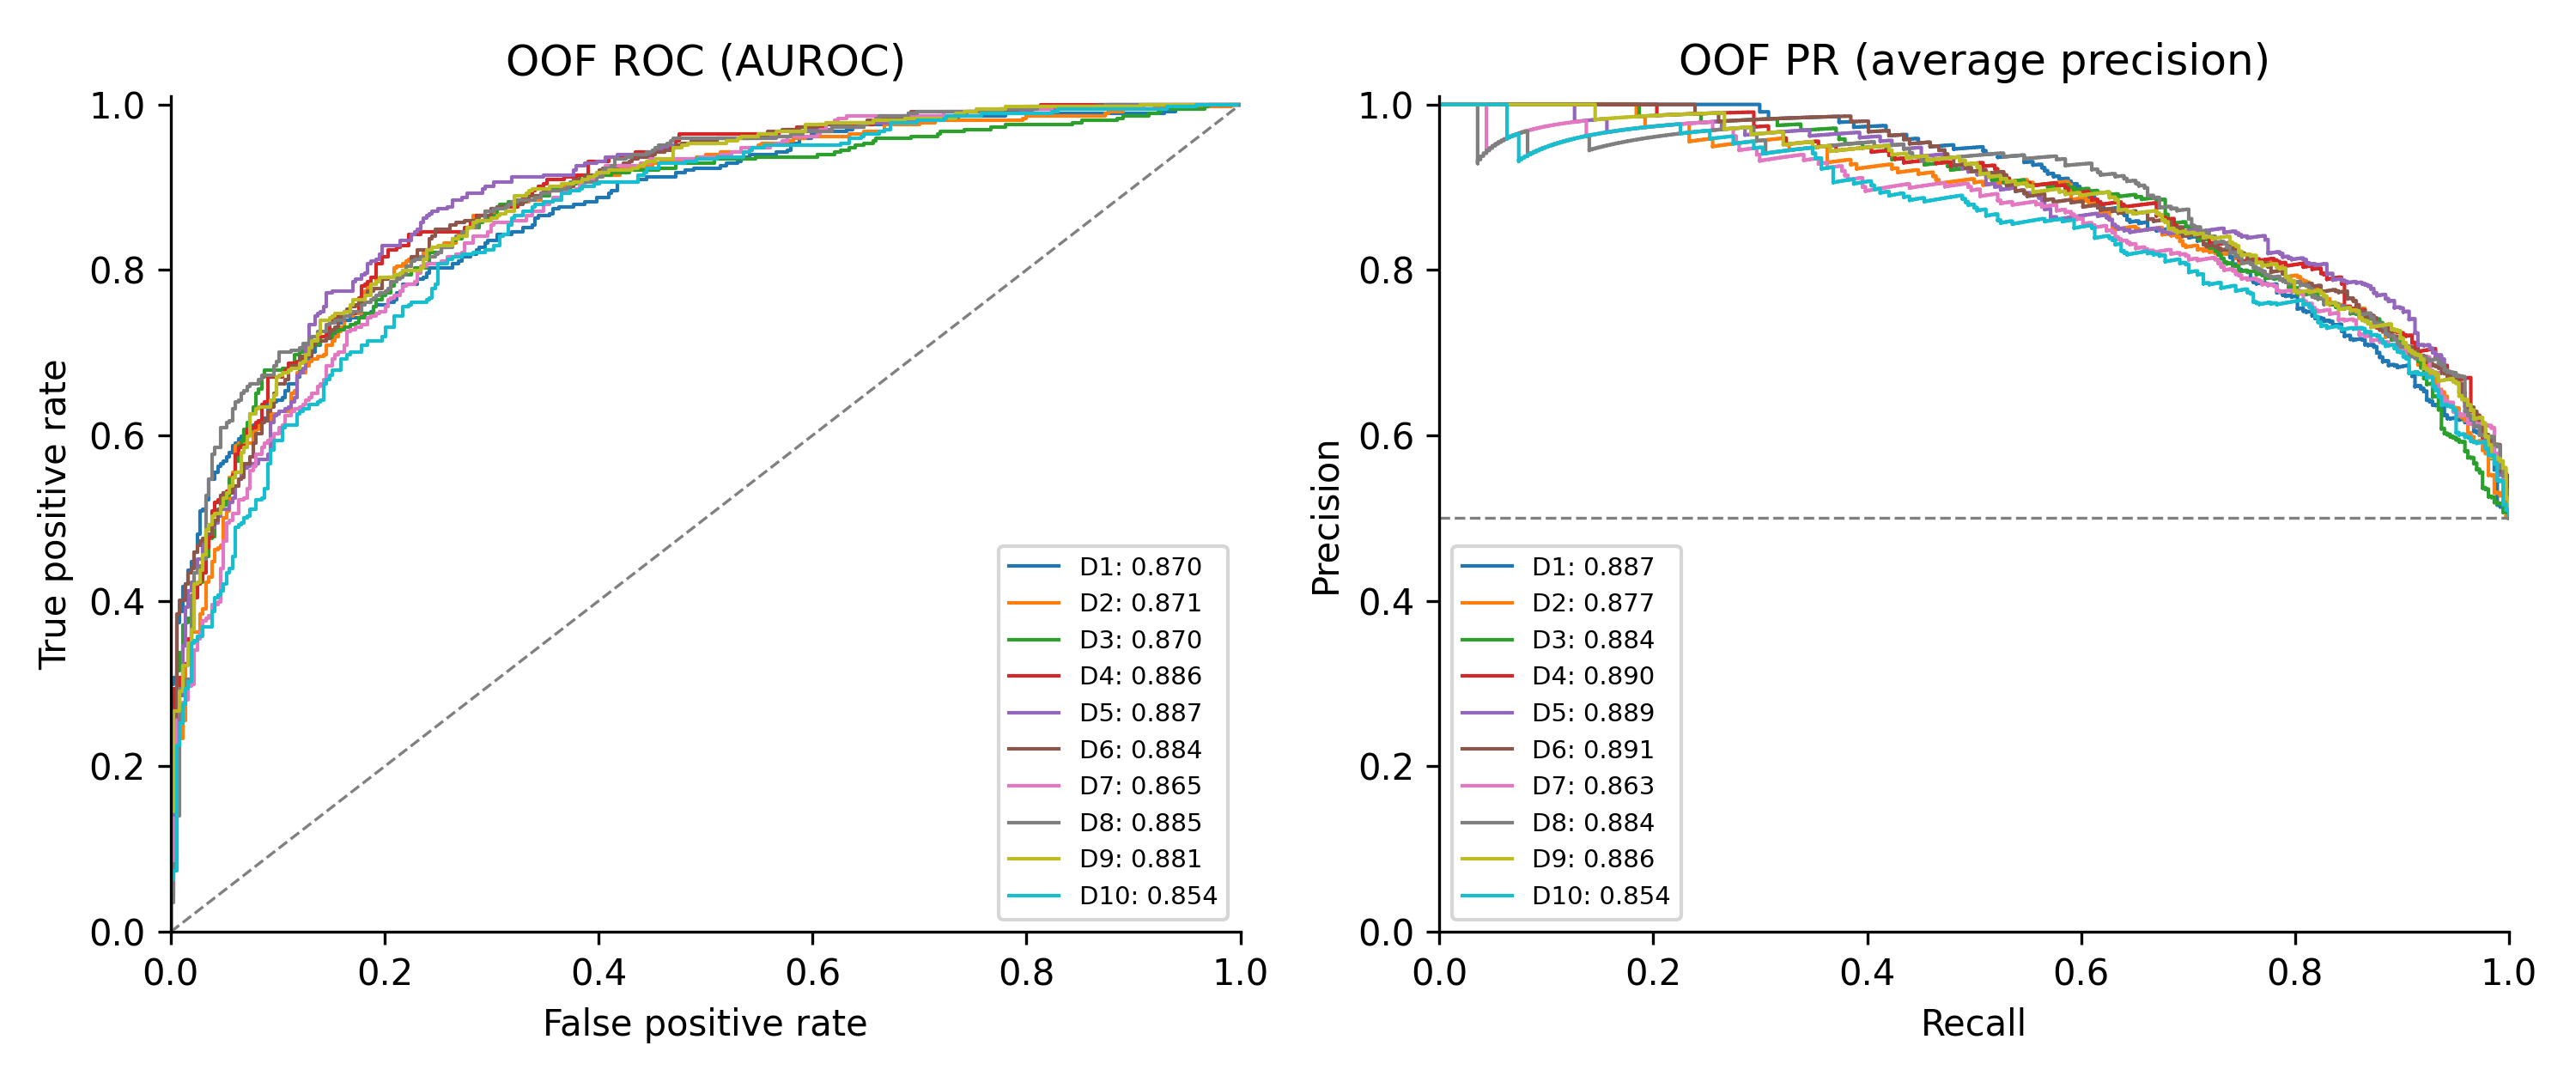 OOF ROC (AUROC)
1.0
0.8
0.6
0.4
0.2
0.0
True positive rate
0.0 0.2 0.4 0.6 0.8 1.0
False positive rate
D1: 0.870
D2: 0.871
D3: 0.870
D4: 0.886
D5: 0.887
D6: 0.884
D7: 0.865
D8: 0.885
D9: 0.881
D10: 0.854
OOF PR (average precision)
1.0
0.8
0.6
0.4
0.2
0.0
Precision
0.0 0.2 0.4 0.6 0.8 1.0
Recall
D1: 0.887
D2: 0.877
D3: 0.884
D4: 0.890
D5: 0.889
D6: 0.891
D7: 0.863
D8: 0.884
D9: 0.886
D10: 0.854